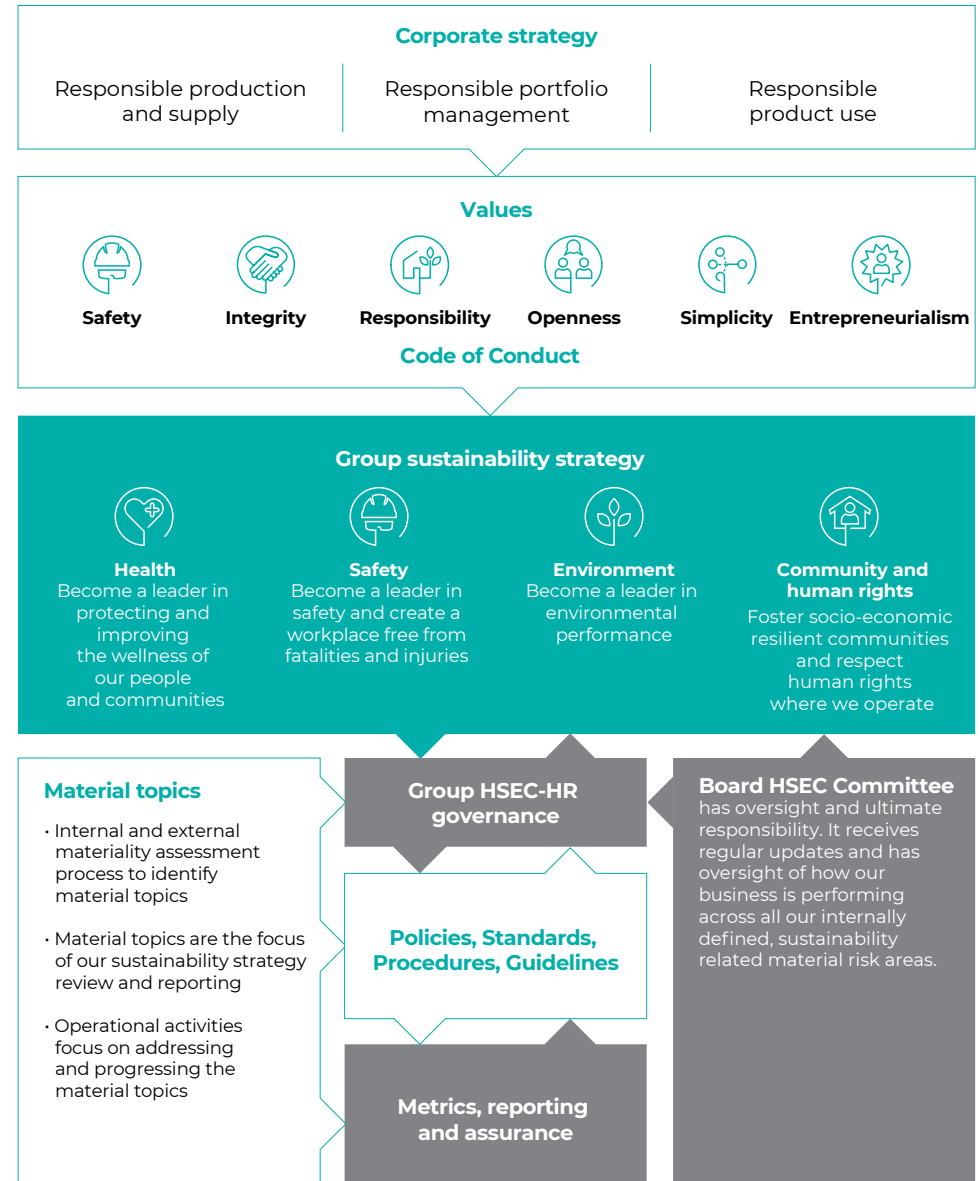 Corporate strategy
Responsible production
and supply
Responsible portfolio
management
Responsible
product use
Values
Safety
Integrity
Responsibility
Openness
Simplicity
Entrepreneurialism
Code of Conduct
Group sustainability strategy
Health
Become a leader in
protecting and
improving
the wellness of
our people
and communities
Safety
Become a leader in
safety and create a
workplace free from
fatalities and injuries
Environment
Become a leader in
environmental
performance
Community and
human rights
Foster socio-economic
resilient communities
and respect
human rights
where we operate
Material topics
• Internal and external
materiality assessment
process to identify
material topics
• Material topics are the focus
of our sustainability strategy
review and reporting
• Operational activities
focus on addressing
and progressing the
material topics
Group HSEC-HR
governance
Policies, Standards,
Procedures, Guidelines
Metrics, reporting
and assurance
Board HSEC Committee
has oversight and ultimate
responsibility. It receives
regular updates and has
oversight of how our
business is performing
across all our internally
defined, sustainability
related material risk areas.